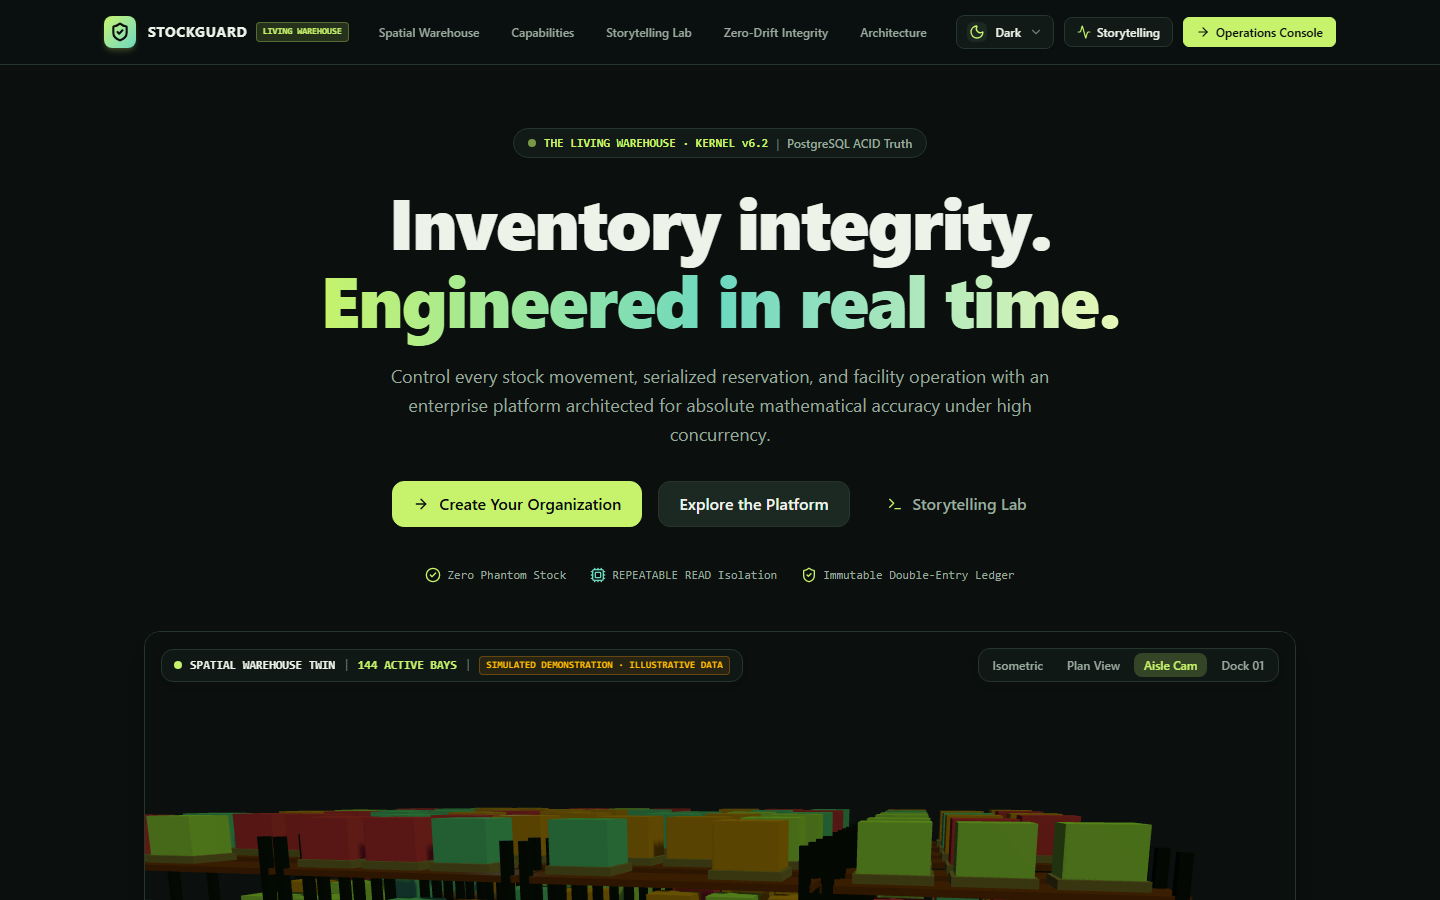 STOCKGUARD LIVING WAREHOUSE Spatial Warehouse Capabilities Storytelling Lab Zero-Drift Integrity Architecture Dark Storytelling Operations Console
THE LIVING WAREHOUSE · KERNEL v6.2 | PostgreSQL ACID Truth
Inventory integrity.
Engineered in real time.
Control every stock movement, serialized reservation, and facility operation with an
enterprise platform architected for absolute mathematical accuracy under high
concurrency.
Create Your Organization Explore the Platform Storytelling Lab
Zero Phantom Stock REPEATABLE READ Isolation Immutable Double-Entry Ledger
SPATIAL WAREHOUSE TWIN | 144 ACTIVE BAYS | SIMULATED DEMONSTRATION · ILLUSTRATIVE DATA Isometric Plan View Aisle Cam Dock 01